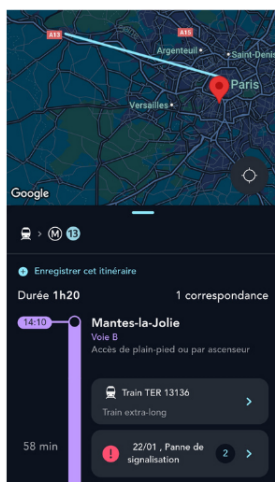 A13
A15
Argenteuil
Saint-Denis
Paris
Versailles
Google
M 13
Enregistrer cet itinéraire
Durée 1h20 1 correspondance
14:10 Mantes-la-Jolie
Voie B
Accès de plain-pied ou par ascenseur
Train TER 13136
Train extra-long
58 min
! 22/01 , Panne de
signalisation
2